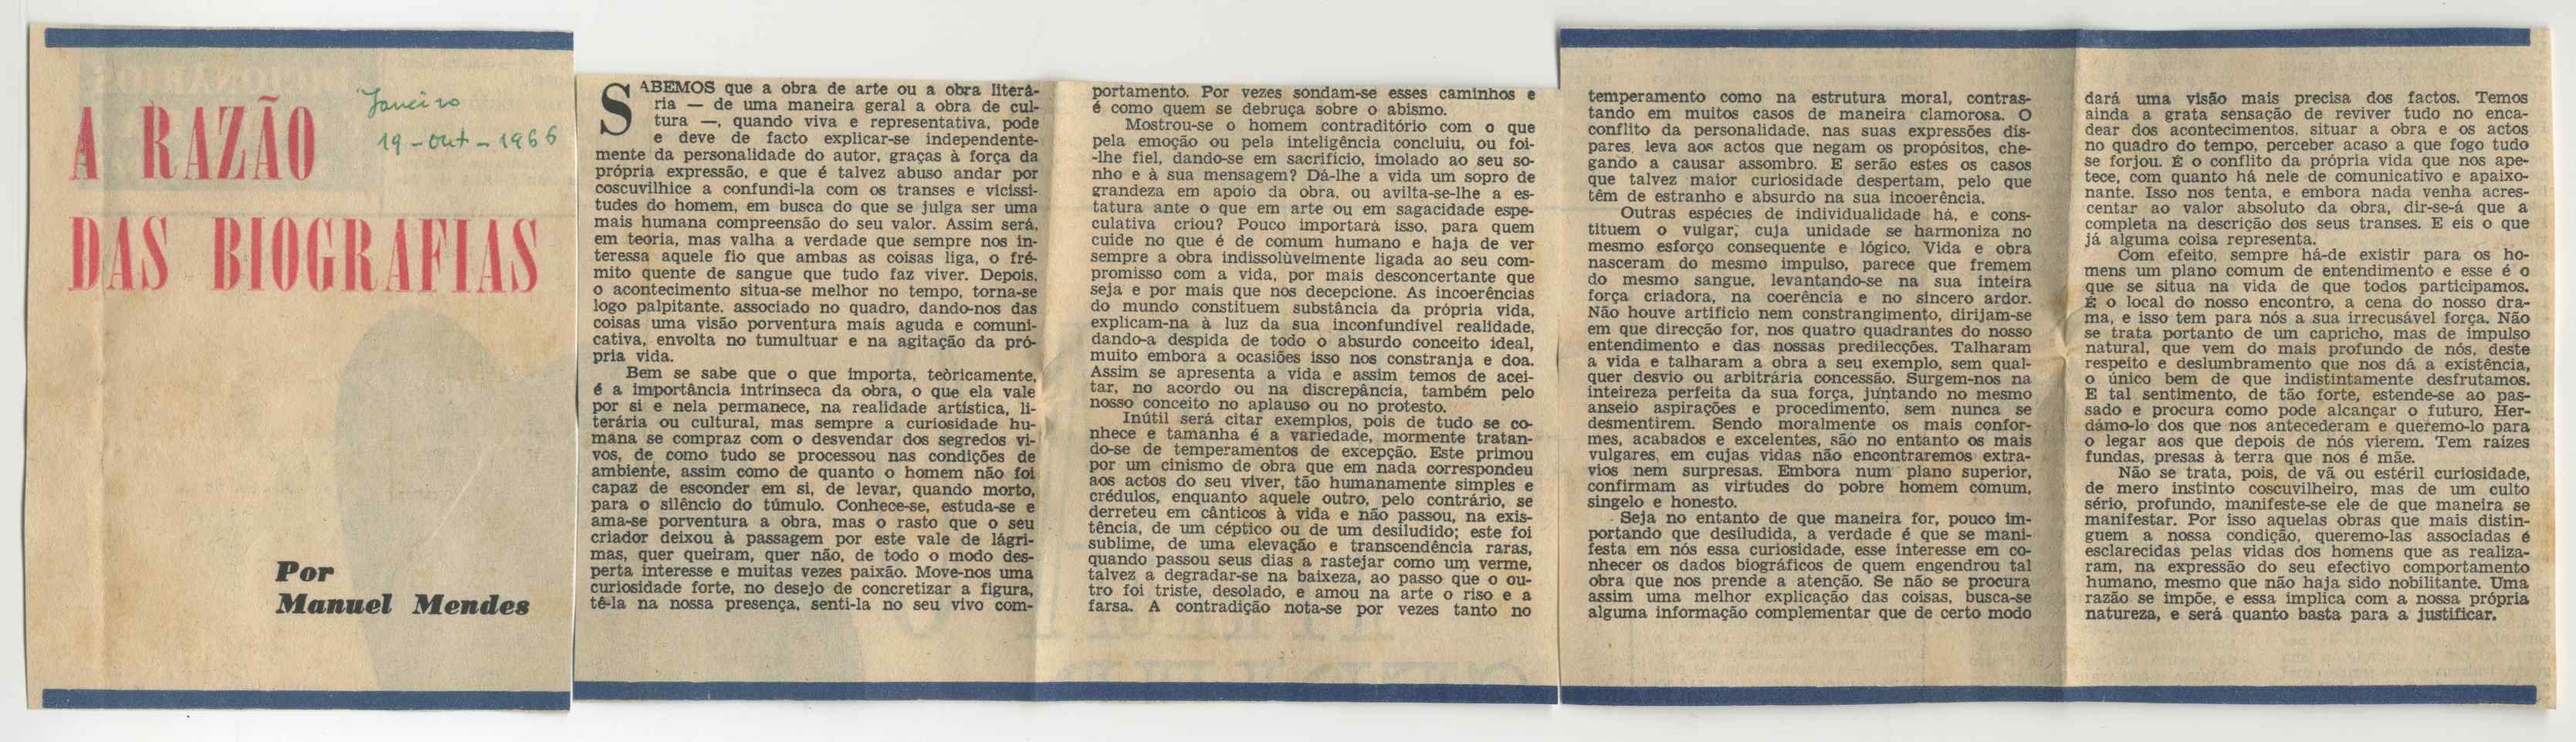 A RAZÃO
DAS BIOGRAFIAS
Janeiro
19-out-1966
Por
Manuel Mendes
SABEMOS que a obra de arte ou a obra literá-
ria — de uma maneira geral a obra de cul-
tura —, quando viva e representativa, pode
e deve de facto explicar-se independente-
mente da personalidade do autor, graças à força da
própria expressão, e que é talvez abuso andar por
coscuvilhice a confundi-la com os transes e vicissi-
tudes do homem, em busca do que se julga ser uma
mais humana compreensão do seu valor. Assim será,
em teoria, mas valha a verdade que sempre nos in-
teressa aquele fio que ambas as coisas liga, o fré-
mito quente de sangue que tudo faz viver. Depois,
o acontecimento situa-se melhor no tempo, torna-se
logo palpitante, associado no quadro, dando-nos das
coisas uma visão porventura mais aguda e comuni-
cativa, envolta no tumultuar e na agitação da pró-
pria vida.
Bem se sabe que o que importa, teòricamente,
é a importância intrínseca da obra, o que ela vale
por si e nela permanece, na realidade artística, li-
terária ou cultural, mas sempre a curiosidade hu-
mana se compraz com o desvendar dos segredos vi-
vos, de como tudo se processou nas condições de
ambiente, assim como de quanto o homem não foi
capaz de esconder em si, de levar, quando morto,
para o silêncio do túmulo. Conhece-se, estuda-se e
ama-se porventura a obra, mas o rasto que o seu
criador deixou à passagem por este vale de lágri-
mas, quer queiram, quer não, de todo o modo des-
perta interesse e muitas vezes paixão. Move-nos uma
curiosidade forte, no desejo de concretizar a figura,
tê-la na nossa presença, senti-la no seu vivo com-
portamento. Por vezes sondam-se esses caminhos e
é como quem se debruça sobre o abismo.
Mostrou-se o homem contraditório com o que
pela emoção ou pela inteligência concluiu, ou foi-
-lhe fiel, dando-se em sacrifício, imolado ao seu so-
nho e à sua mensagem? Dá-lhe a vida um sopro de
grandeza em apoio da obra, ou avilta-se-lhe a es-
tatura ante o que em arte ou em sagacidade espe-
culativa criou? Pouco importará isso, para quem
cuide no que é de comum humano e haja de ver
sempre a obra indissolùvelmente ligada ao seu com-
promisso com a vida, por mais desconcertante que
seja e por mais que nos decepcione. As incoerências
do mundo constituem substância da própria vida,
explicam-na à luz da sua inconfundível realidade,
dando-a despida de todo o absurdo conceito ideal,
muito embora a ocasiões isso nos constranja e doa.
Assim se apresenta a vida e assim temos de acei-
tar, no acordo ou na discrepância, também pelo
nosso conceito no aplauso ou no protesto.
Inútil será citar exemplos, pois de tudo se co-
nhece e tamanha é a variedade, mormente tratan-
do-se de temperamentos de excepção. Este primou
por um cinismo de obra que em nada correspondeu
aos actos do seu viver, tão humanamente simples e
crédulos, enquanto aquele outro, pelo contrário, se
derreteu em cânticos à vida e não passou, na exis-
tência, de um céptico ou de um desiludido; este foi
sublime, de uma elevação e transcendência raras,
quando passou seus dias a rastejar como um verme,
talvez a degradar-se na baixeza, ao passo que o ou-
tro foi triste, desolado, e amou na arte o riso e a
farsa. A contradição nota-se por vezes tanto no
temperamento como na estrutura moral, contras-
tando em muitos casos de maneira clamorosa. O
conflito da personalidade, nas suas expressões dis-
pares, leva aos actos que negam os propósitos, che-
gando a causar assombro. E serão estes os casos
que talvez maior curiosidade despertam, pelo que
têm de estranho e absurdo na sua incoerência.
Outras espécies de individualidade há, e cons-
tituem o vulgar, cuja unidade se harmoniza no
mesmo esforço consequente e lógico. Vida e obra
nasceram do mesmo impulso, parece que fremem
do mesmo sangue, levantando-se na sua inteira
força criadora, na coerência e no sincero ardor.
Não houve artifício nem constrangimento, dirijam-se
em que direcção for, nos quatro quadrantes do nosso
entendimento e das nossas predilecções. Talharam
a vida e talharam a obra a seu exemplo, sem qual-
quer desvio ou arbitrária concessão. Surgem-nos na
inteireza perfeita da sua força, juntando no mesmo
anseio aspirações e procedimento, sem nunca se
desmentirem. Sendo moralmente os mais confor-
mes, acabados e excelentes, são no entanto os mais
vulgares, em cujas vidas não encontraremos extra-
vios nem surpresas. Embora num plano superior,
confirmam as virtudes do pobre homem comum,
singelo e honesto.
Seja no entanto de que maneira for, pouco im-
portando que desiludida, a verdade é que se mani-
festa em nós essa curiosidade, esse interesse em co-
nhecer os dados biográficos de quem engendrou tal
obra que nos prende a atenção. Se não se procura
assim uma melhor explicação das coisas, busca-se
alguma informação complementar que de certo modo
dará uma visão mais precisa dos factos. Temos
ainda a grata sensação de reviver tudo no enca-
dear dos acontecimentos, situar a obra e os actos
no quadro do tempo, perceber acaso a que fogo tudo
se forjou. É o conflito da própria vida que nos ape-
tece, com quanto há nele de comunicativo e apaixo-
nante. Isso nos tenta, e embora nada venha acres-
centar ao valor absoluto da obra, dir-se-á que a
completa na descrição dos seus transes. E eis o que
já alguma coisa representa.
Com efeito, sempre há-de existir para os ho-
mens um plano comum de entendimento e esse é o
que se situa na vida de que todos participamos.
É o local do nosso encontro, a cena do nosso dra-
ma, e isso tem para nós a sua irrecusável força. Não
se trata portanto de um capricho, mas de impulso
natural, que vem do mais profundo de nós, deste
respeito e deslumbramento que nos dá a existência,
o único bem de que indistintamente desfrutamos.
E tal sentimento, de tão forte, estende-se ao pas-
sado e procura como pode alcançar o futuro. Her-
dámo-lo dos que nos antecederam e queremo-lo para
o legar aos que depois de nós vierem. Tem raízes
fundas, presas à terra que nos é mãe.
Não se trata, pois, de vã ou estéril curiosidade,
de mero instinto coscuvilheiro, mas de um culto
sério, profundo, manifeste-se ele de que maneira se
manifestar. Por isso aquelas obras que mais distin-
guem a nossa condição, queremo-las associadas é
esclarecidas pelas vidas dos homens que as realiza-
ram, na expressão do seu efectivo comportamento
humano, mesmo que não haja sido nobilitante. Uma
razão se impõe, e essa implica com a nossa própria
natureza, e será quanto basta para a justificar.